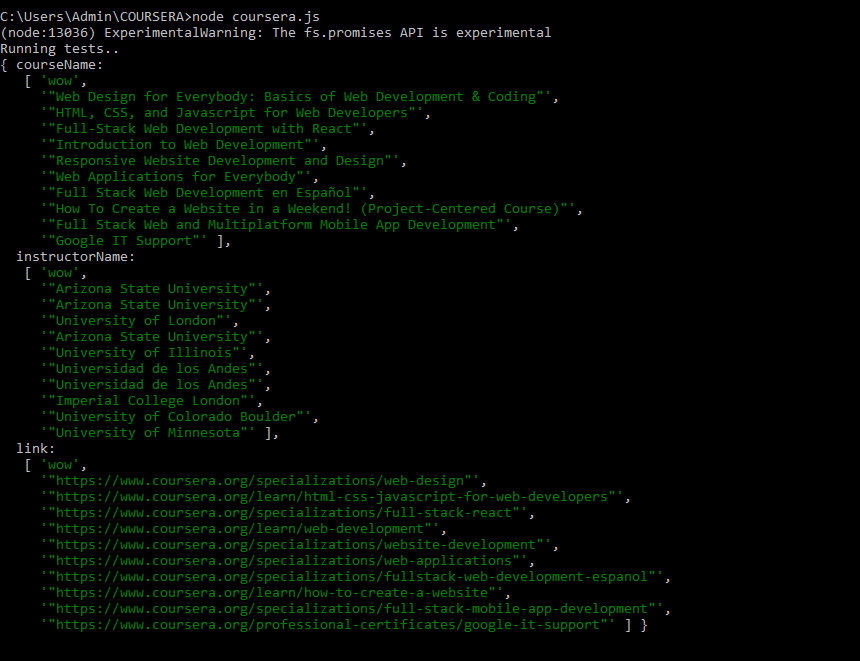 C:\Users\Admin\COURSERA>node coursera.js
(node:13036) ExperimentalWarning: The fs.promises API is experimental
Running tests..
{ courseName:
   [ 'wow',
     '"Web Design for Everybody: Basics of Web Development & Coding"',
     '"HTML, CSS, and Javascript for Web Developers"',
     '"Full-Stack Web Development with React"',
     '"Introduction to Web Development"',
     '"Responsive Website Development and Design"',
     '"Web Applications for Everybody"',
     '"Full Stack Web Development en Español"',
     '"How To Create a Website in a Weekend! (Project-Centered Course)"',
     '"Full Stack Web and Multiplatform Mobile App Development"',
     '"Google IT Support"' ],
  instructorName:
   [ 'wow',
     '"Arizona State University"',
     '"Arizona State University"',
     '"University of London"',
     '"Arizona State University"',
     '"University of Illinois"',
     '"Universidad de los Andes"',
     '"Universidad de los Andes"',
     '"Imperial College London"',
     '"University of Colorado Boulder"',
     '"University of Minnesota"' ],
  link:
   [ 'wow',
     '"https://www.coursera.org/specializations/web-design"',
     '"https://www.coursera.org/learn/html-css-javascript-for-web-developers"',
     '"https://www.coursera.org/specializations/full-stack-react"',
     '"https://www.coursera.org/learn/web-development"',
     '"https://www.coursera.org/specializations/website-development"',
     '"https://www.coursera.org/specializations/web-applications"',
     '"https://www.coursera.org/specializations/fullstack-web-development-espanol"',
     '"https://www.coursera.org/learn/how-to-create-a-website"',
     '"https://www.coursera.org/specializations/full-stack-mobile-app-development"',
     '"https://www.coursera.org/professional-certificates/google-it-support"' ] }